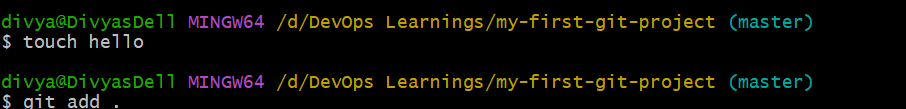 divya@DivyasDell MINGW64 /d/DevOps Learnings/my-first-git-project (master)
$ touch hello
divya@DivyasDell MINGW64 /d/DevOps Learnings/my-first-git-project (master)
$ git add .